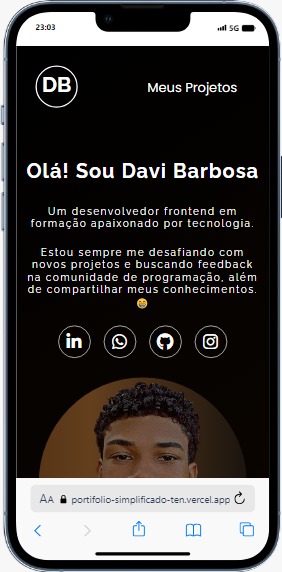 23:03
5G
DB
Meus Projetos
Olá! Sou Davi Barbosa
Um desenvolvedor frontend em
formação apaixonado por tecnologia.
Estou sempre me desafiando com
novos projetos e buscando feedback
na comunidade de programação, além
de compartilhar meus conhecimentos.
😁
in
AA portifolio-simplificado-ten.vercel.app